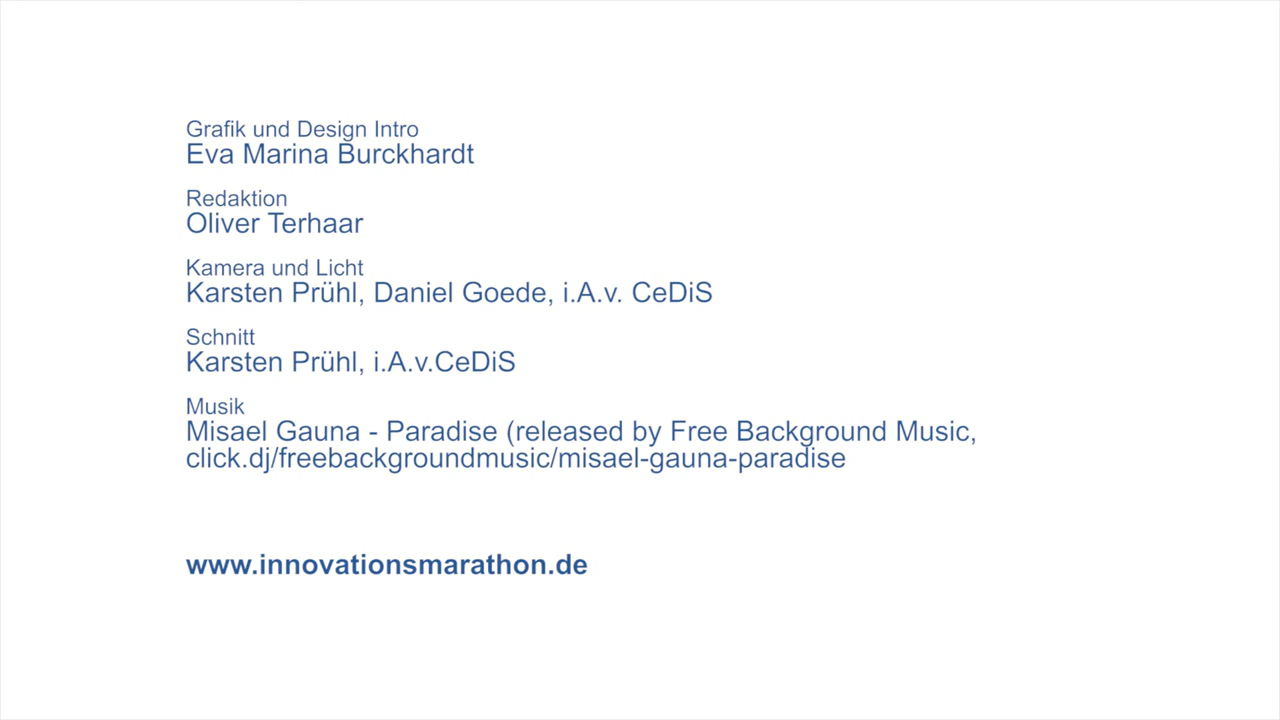 Grafik und Design Intro
Eva Marina Burckhardt
Redaktion
Oliver Terhaar
Kamera und Licht
Karsten Prühl, Daniel Goede, i.A.v. CeDiS
Schnitt
Karsten Prühl, i.A.v.CeDiS
Musik
Misael Gauna - Paradise (released by Free Background Music,
click.dj/freebackgroundmusic/misael-gauna-paradise
www.innovationsmarathon.de